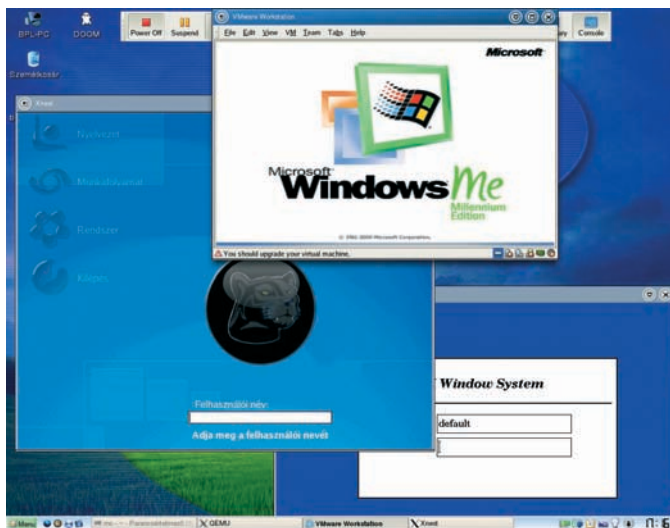 BPL-PC
DOOM
Power Off
Suspend
Console
Személkosár
VMware Workstation
File Edit View VM Team Tabs Help
Microsoft
Microsoft
Windows Me
Millennium
Edition
You should upgrade your virtual machine.
Xnest
Nyelvezet
Munkafolyamat
Rendszer
Kilépés
Felhasználói név:
Adja meg a felhasználói nevét
Window System
default
Menü
QEMU
VMware Workstation
Xnest